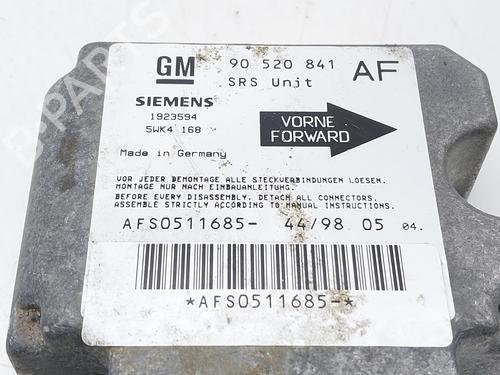 GM 90 520 841 AF
SRS Unit
SIEMENS
1923594
5WK4 168
VORNE
FORWARD
Made in Germany
VOR JEDER DEMONTAGE ALLE STECKVERBINDUNGEN LOESEN.
MONTAGE NUR NACH EINBAUANLEITUNG.
BEFORE EVERY DISASSEMBLY, DETACH ALL CONNECTORS.
ASSEMBLE STRICTLY ACCORDING TO MANUAL INSTRUCTIONS.
AFS0511685- 44/98 05 04.
*AFS0511685-*
B-PARTS